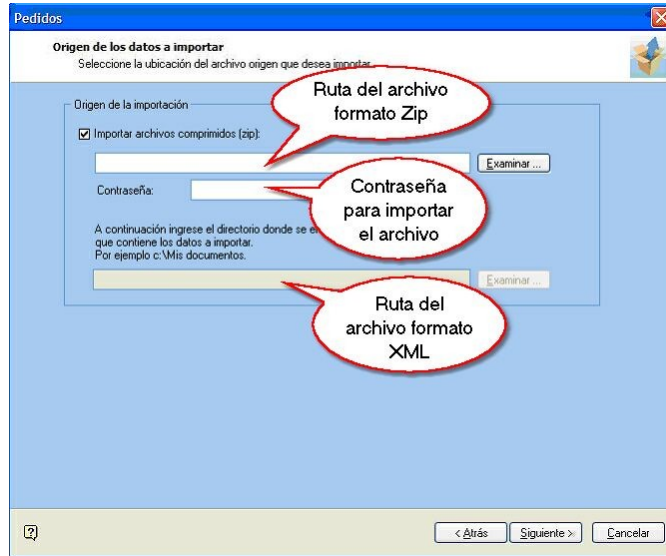 Pedidos
Origen de los datos a importar
Seleccione la ubicación del archivo origen que desea importar.
Ruta del archivo
formato Zip
Origen de la importación
Importar archivos comprimidos (zip):
Examinar ...
Contraseña:
Contraseña
para importar
el archivo
A continuación ingrese el directorio donde se
que contiene los datos a importar.
Por ejemplo c:\Mis documentos.
Examinar ...
Ruta del
archivo formato
XML
< Atrás
Siguiente >
Cancelar